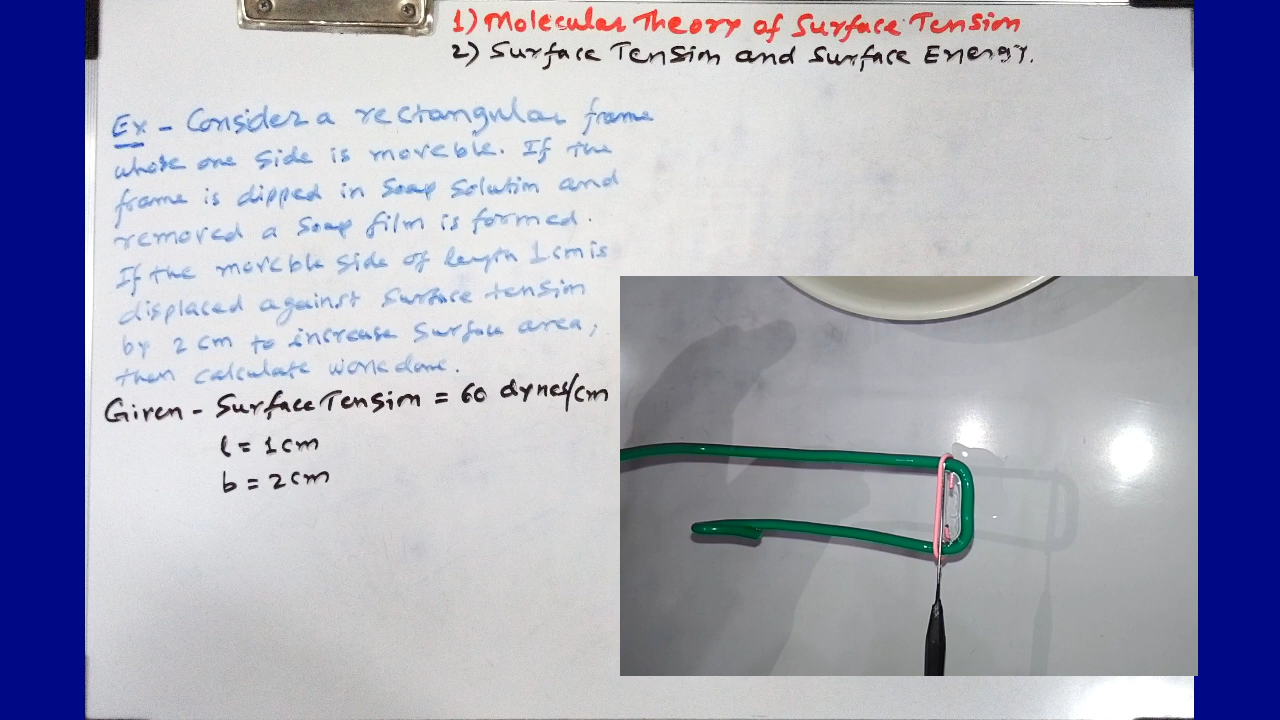 1) Molecular Theory of Surface Tension
2) Surface Tension and Surface Energy.
Ex - Consider a rectangular frame
whose one side is moveble. If the
frame is dipped in Soap Solution and
removed a Soap film is formed.
If the moveble side of length 1cm is
displaced against Surface tension
by 2 cm to increase Surface area,
then calculate work done.
Given - Surface Tension = 60 dynes/cm
l = 1cm
b = 2cm